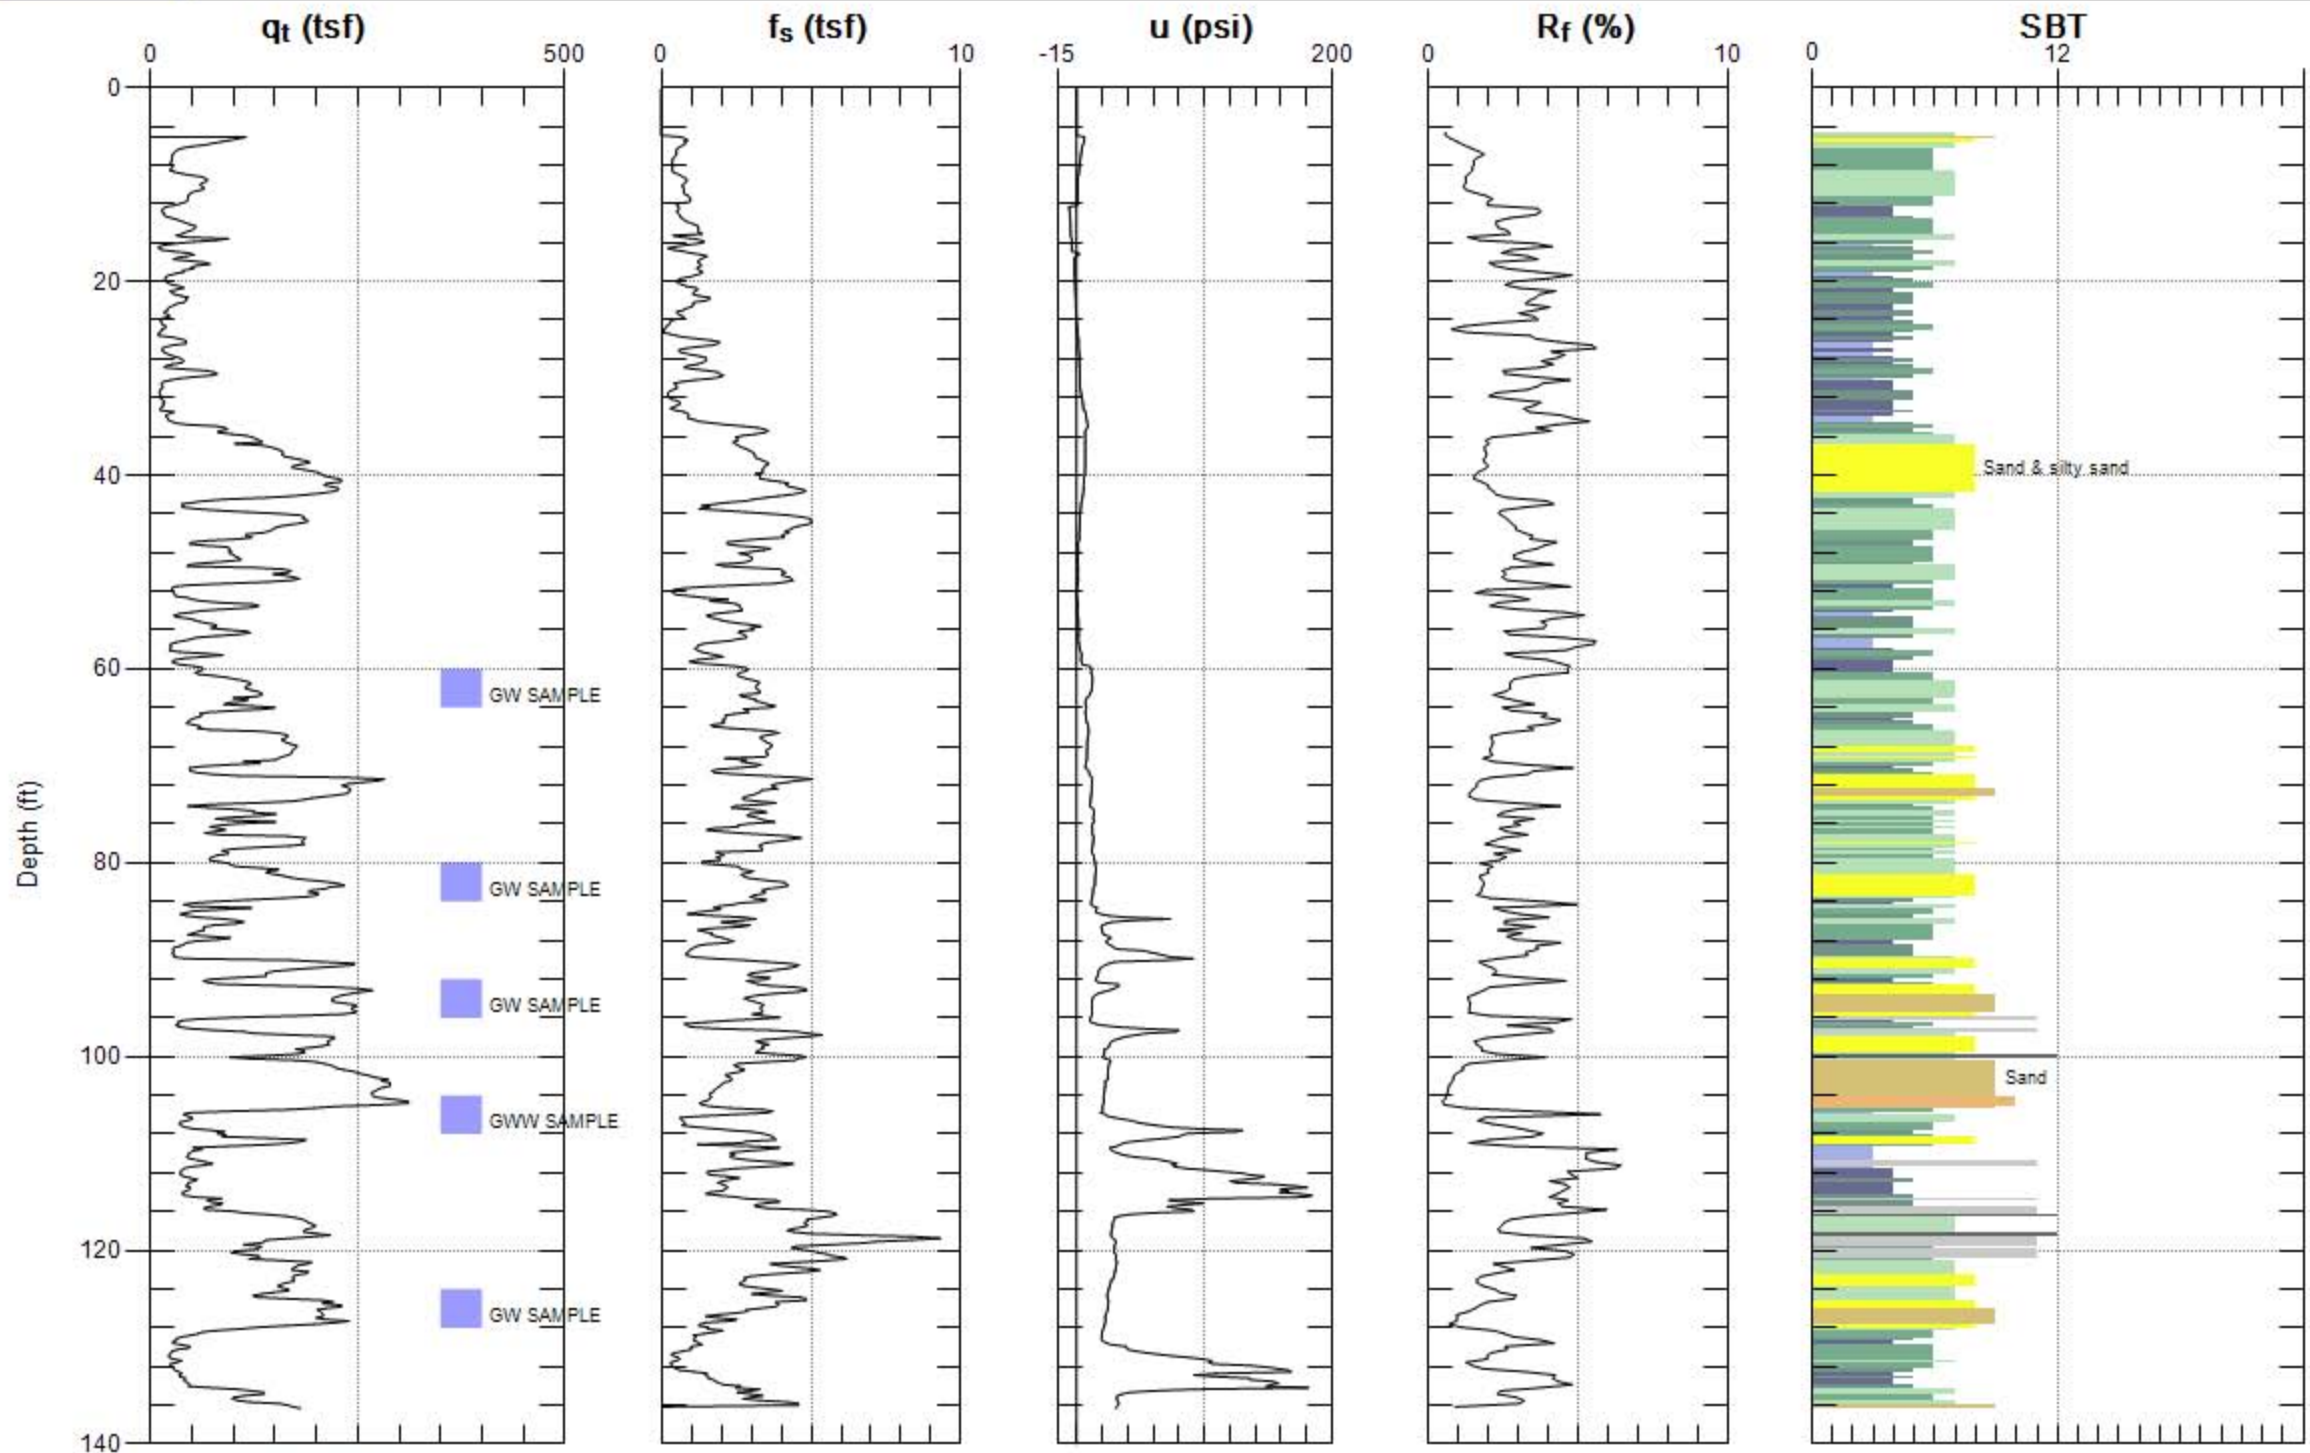 qt (tsf) fs (tsf) u (psi) Rf (%) SBT
0 500 0 10 -15 200 0 10 0 12
0
20
40
Sand & silty sand
60
GW SAMPLE
Depth (ft)
80
GW SAMPLE
GW SAMPLE
100
Sand
GWW SAMPLE
120
GW SAMPLE
140